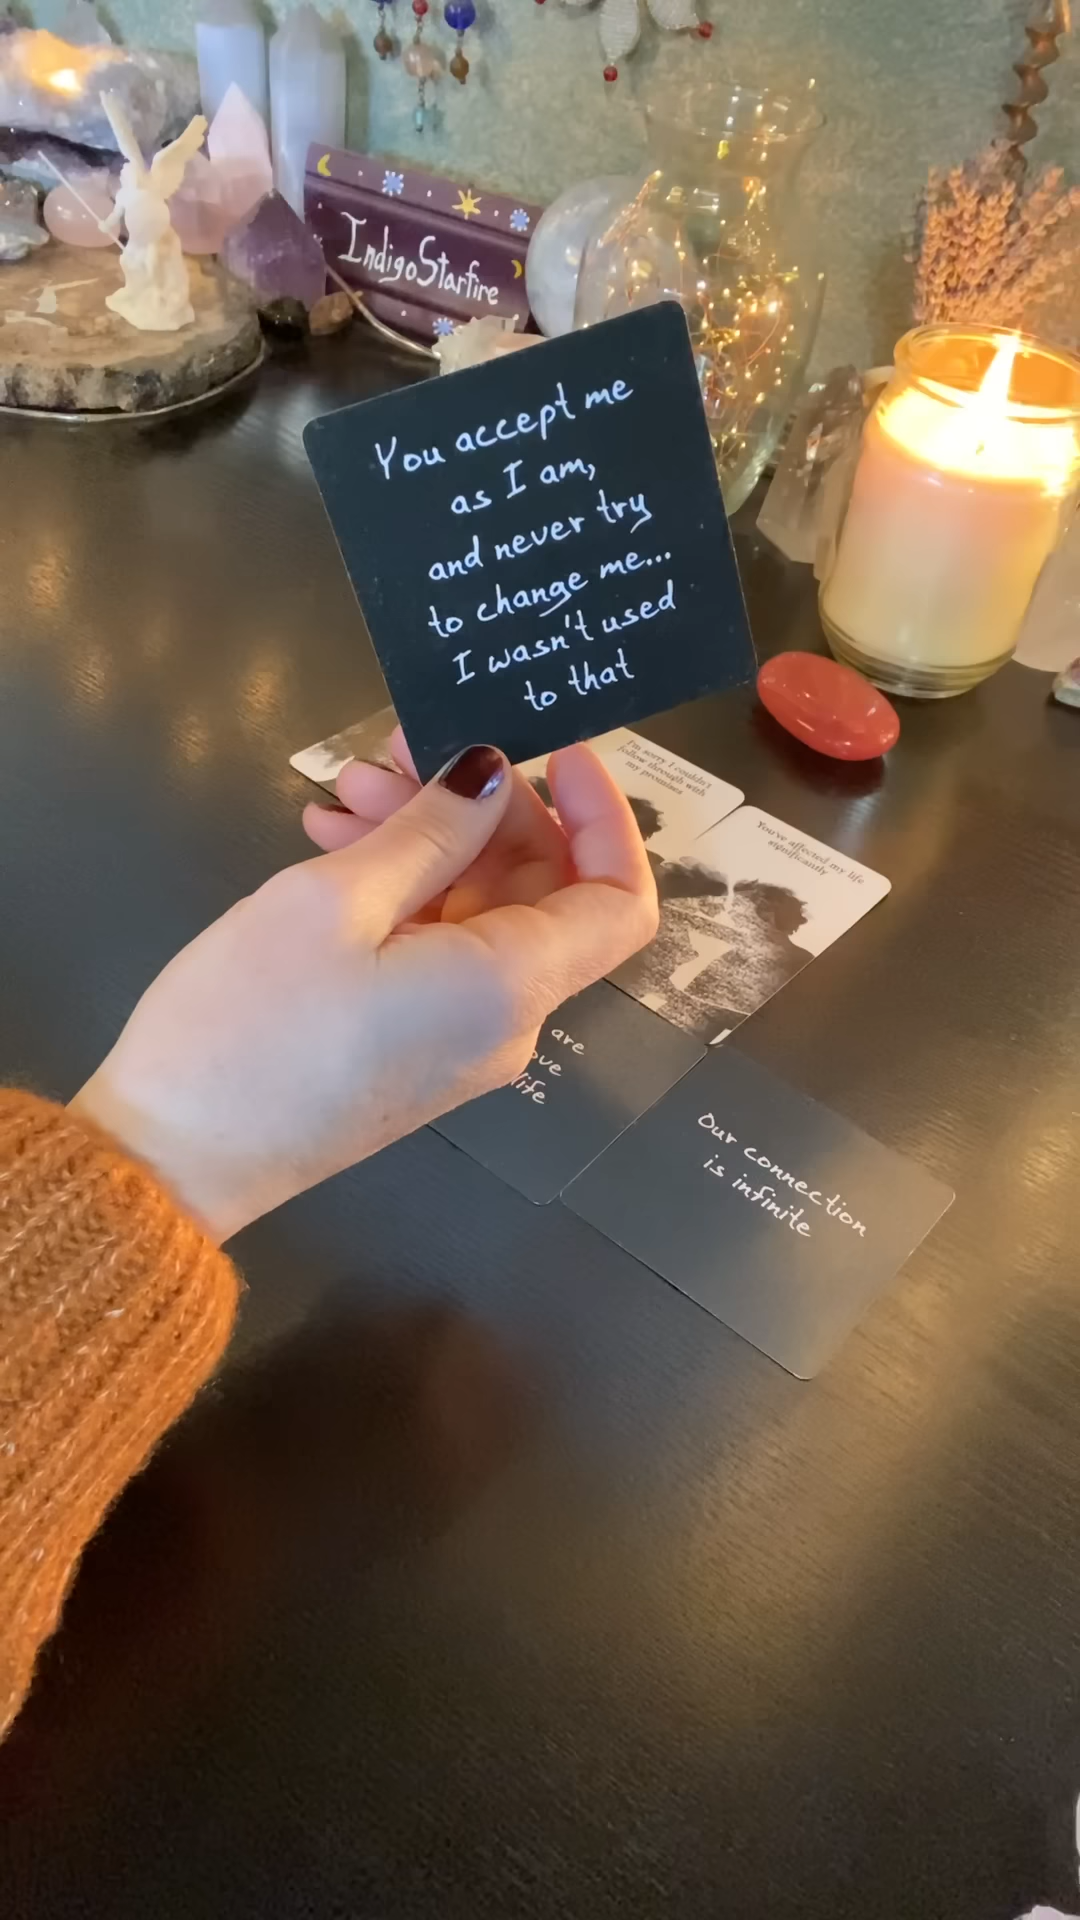 IndigoStarfire
You accept me
as I am,
and never try
to change me...
I wasn't used
to that
I'm sorry I couldn't
follow through with
my promises
You've affected my life
significantly
are
life
Our connection
is infinite